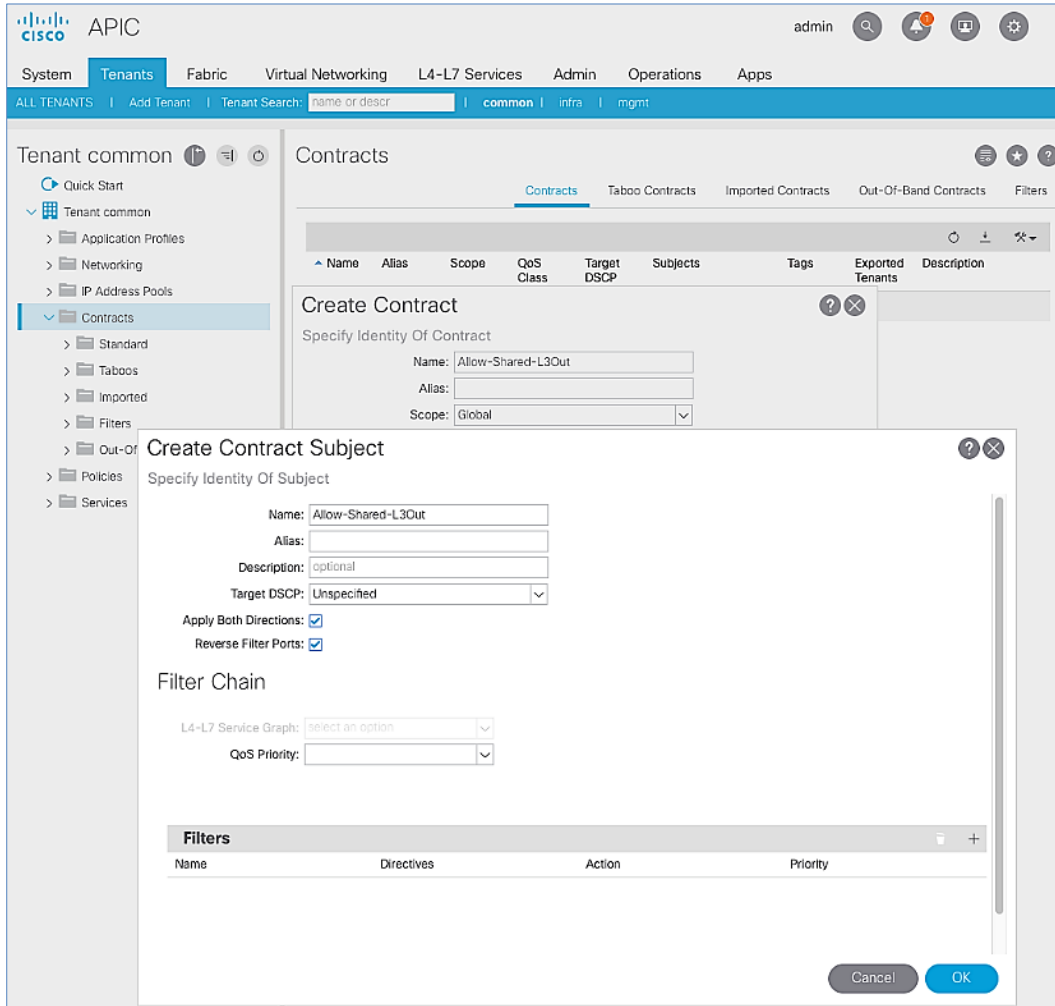 CISCO APIC admin 1
System Tenants Fabric Virtual Networking L4-L7 Services Admin Operations Apps
ALL TENANTS | Add Tenant | Tenant Search: name or descr | common | infra | mgmt
Tenant common
Quick Start
Tenant common
Application Profiles
Networking
IP Address Pools
Contracts
Standard
Taboos
Imported
Filters
Out-Of
Policies
Services
Contracts
Contracts Taboo Contracts Imported Contracts Out-Of-Band Contracts Filters
Name Alias Scope QoS Class Target DSCP Subjects Tags Exported Tenants Description
Create Contract
Specify Identity Of Contract
Name: Allow-Shared-L3Out
Alias:
Scope: Global
Create Contract Subject
Specify Identity Of Subject
Name: Allow-Shared-L3Out
Alias:
Description: optional
Target DSCP: Unspecified
Apply Both Directions:
Reverse Filter Ports:
Filter Chain
L4-L7 Service Graph: select an option
QoS Priority:
Filters +
Name Directives Action Priority
Cancel OK